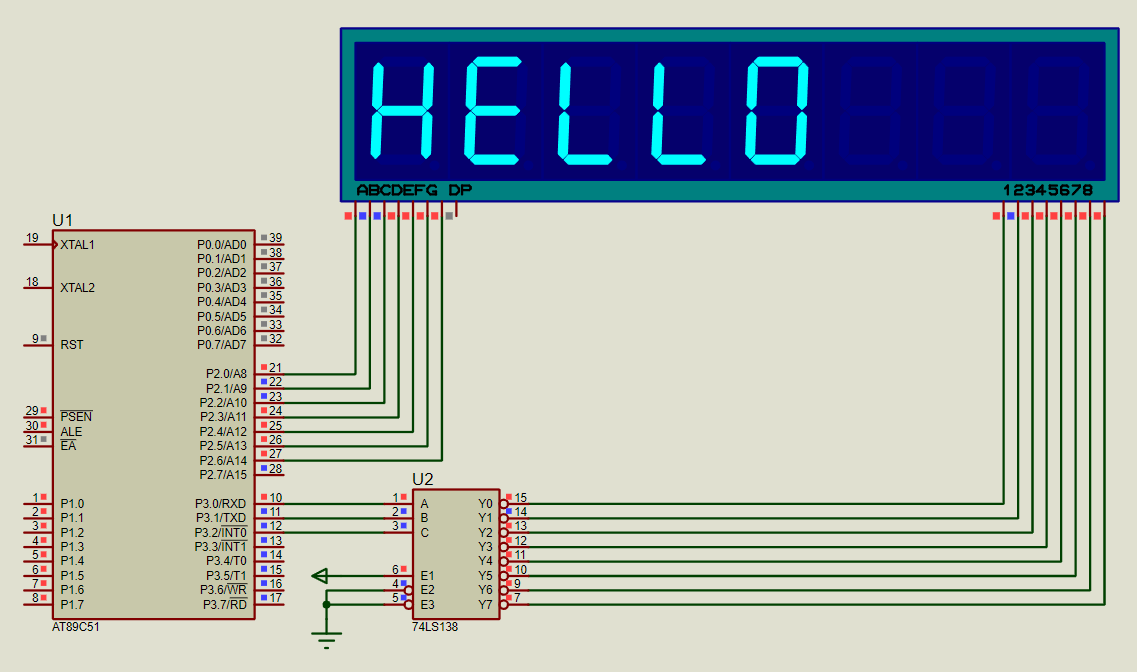 HELLO
ABCDEFG DP 12345678
U1
19 XTAL1 P0.0/AD0 39
P0.1/AD1 38
P0.2/AD2 37
18 XTAL2 P0.3/AD3 36
P0.4/AD4 35
P0.5/AD5 34
P0.6/AD6 33
9 RST P0.7/AD7 32
P2.0/A8 21
P2.1/A9 22
P2.2/A10 23
29 PSEN P2.3/A11 24
30 ALE P2.4/A12 25
31 EA P2.5/A13 26
P2.6/A14 27
P2.7/A15 28
U2
1 P1.0 P3.0/RXD 10 1 A Y0 15
2 P1.1 P3.1/TXD 11 2 B Y1 14
3 P1.2 P3.2/INT0 12 3 C Y2 13
4 P1.3 P3.3/INT1 13 Y3 12
5 P1.4 P3.4/T0 14 Y4 11
6 P1.5 P3.5/T1 15 6 E1 Y5 10
7 P1.6 P3.6/WR 16 4 E2 Y6 9
8 P1.7 P3.7/RD 17 5 E3 Y7 7
AT89C51 74LS138